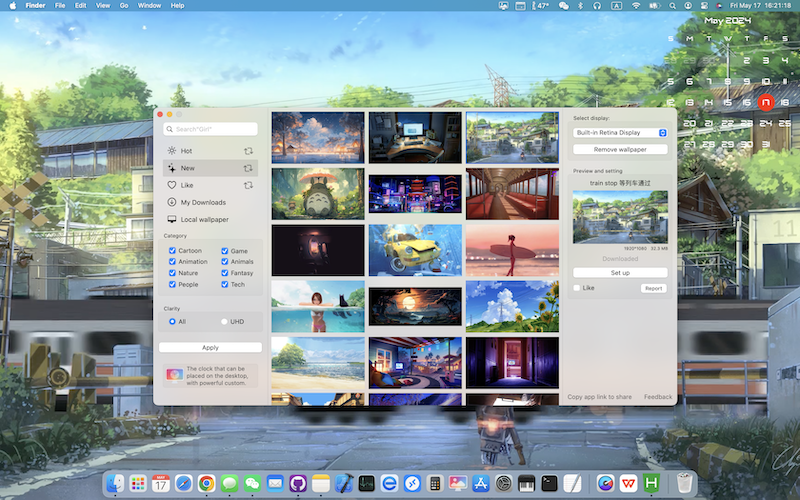 Finder File Edit View Go Window Help
47° A Fri May 17 16:21:18
May 2024
S M T W T F S
1 2 3 4
5 6 7 8 9 10 11
12 13 14 15 16 17 18
19 20 21 22 23 24 25
26 27 28 29 30 31
Search"Girl"
Hot
New
Like
My Downloads
Local wallpaper
Category
Cartoon Game
Animation Animals
Nature Fantasy
People Tech
Clarity
All UHD
Apply
The clock that can be
placed on the desktop,
with powerful custom.
Select display:
Built-in Retina Display
Remove wallpaper
Preview and setting
train stop 等列车通过
1920*1080 32.3 MB
Downloaded
Set up
Like Report
Copy app link to share Feedback
11
MAY
17